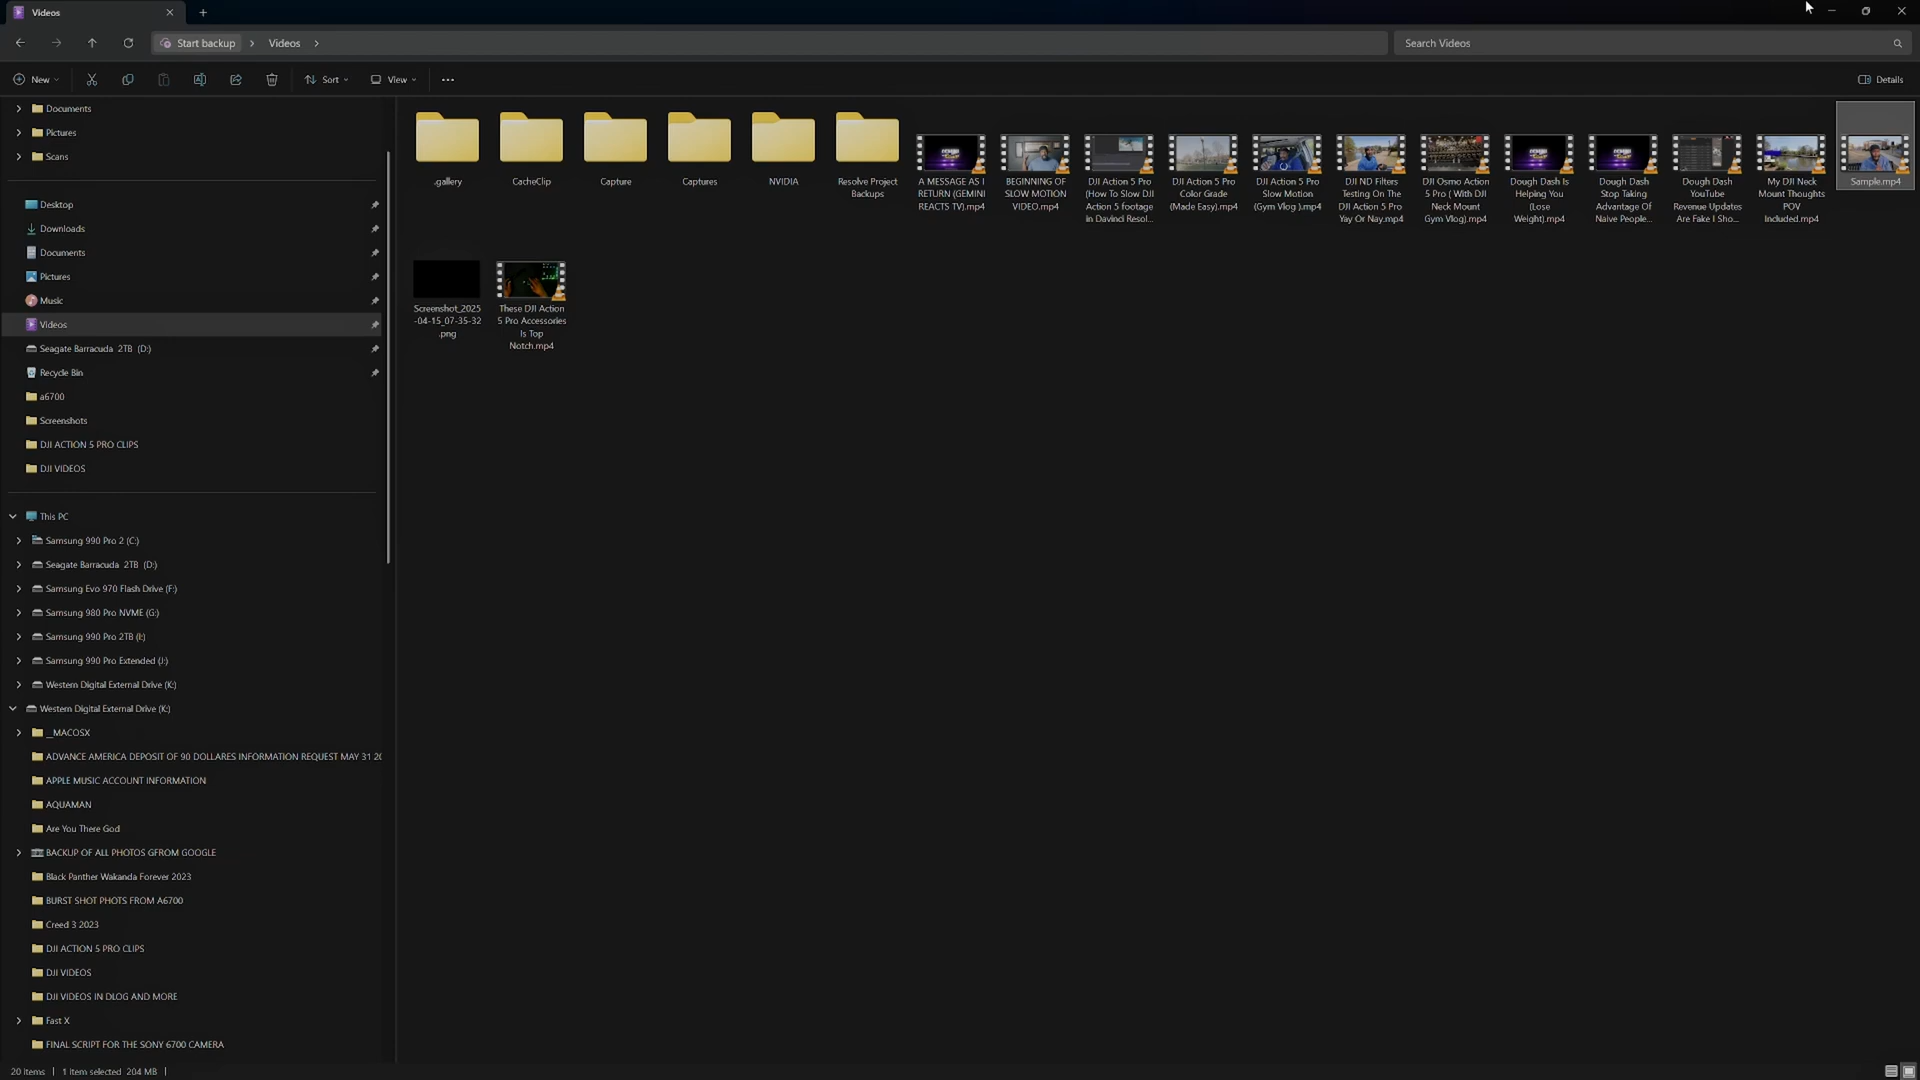 Videos
Start backup
Videos
Search Videos
New
Sort
View
Details
Documents
Pictures
Scans
Desktop
Downloads
Documents
Pictures
Music
Videos
Seagate Barracuda 2TB (D:)
Recycle Bin
a6700
Screenshots
DJI ACTION 5 PRO CLIPS
DJI VIDEOS
This PC
Samsung 990 Pro 2 (C:)
Seagate Barracuda 2TB (D:)
Samsung Evo 970 Flash Drive (F:)
Samsung 980 Pro NVME (G:)
Samsung 990 Pro 2TB (I:)
Samsung 990 Pro Extended (J:)
Western Digital External Drive (K:)
Western Digital External Drive (K:)
__MACOSX
ADVANCE AMERICA DEPOSIT OF 90 DOLLARES INFORMATION REQUEST MAY 31 20
APPLE MUSIC ACCOUNT INFORMATION
AQUAMAN
Are You There God
BACKUP OF ALL PHOTOS GFROM GOOGLE
Black Panther Wakanda Forever 2023
BURST SHOT PHOTS FROM A6700
Creed 3 2023
DJI ACTION 5 PRO CLIPS
DJI VIDEOS
DJI VIDEOS IN DLOG AND MORE
Fast X
FINAL SCRIPT FOR THE SONY 6700 CAMERA
.gallery
CacheClip
Capture
Captures
NVIDIA
Resolve Project
Backups
A MESSAGE AS I
RETURN (GEMINI
REACTS TV).mp4
BEGINNING OF
SLOW MOTION
VIDEO.mp4
DJI Action 5 Pro
(How To Slow DJI
Action 5 footage
in Davinci Resol...
DJI Action 5 Pro
Color Grade
(Made Easy).mp4
DJI Action 5 Pro
Slow Motion
(Gym Vlog ).mp4
DJI ND Filters
Testing On The
DJI Action 5 Pro
Yay Or Nay.mp4
DJI Osmo Action
5 Pro ( With DJI
Neck Mount
Gym Vlog).mp4
Dough Dash Is
Helping You
(Lose
Weight).mp4
Dough Dash
Stop Taking
Advantage Of
Naive People...
Dough Dash
YouTube
Revenue Updates
Are Fake I Sho...
My DJI Neck
Mount Thoughts
POV
Included.mp4
Sample.mp4
Screenshot_2025
-04-15_07-35-32
.png
These DJI Action
5 Pro Accessories
Is Top
Notch.mp4
20 items
1 item selected 204 MB